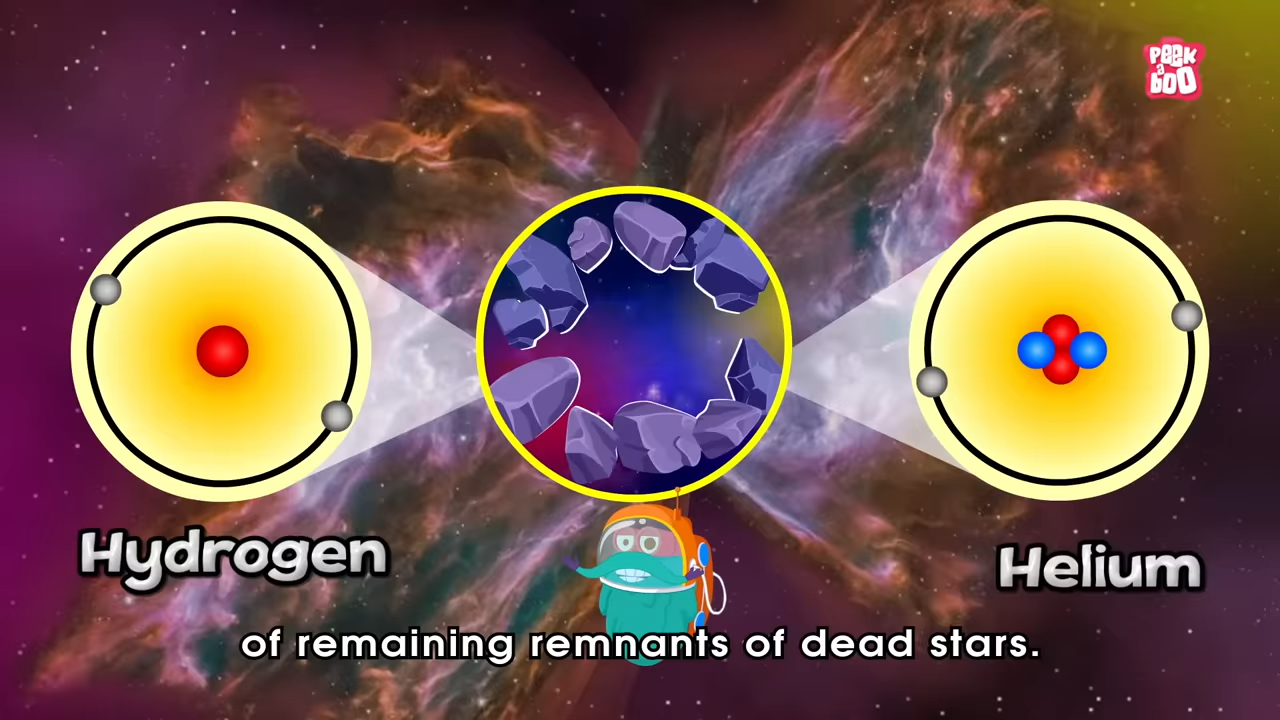 PEEK
a
boo
Hydrogen
Helium
of remaining remnants of dead stars.